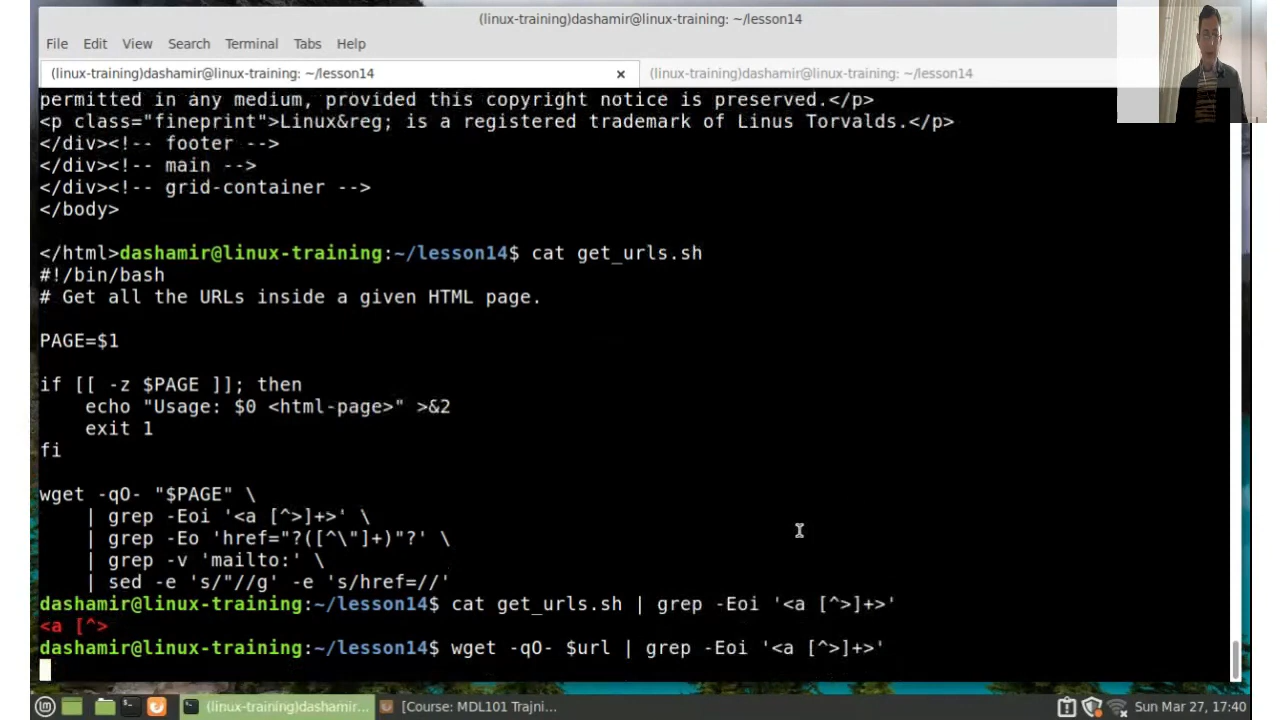 (linux-training)dashamir@linux-training: ~/lesson14
File Edit View Search Terminal Tabs Help
(linux-training)dashamir@linux-training: ~/lesson14 x (linux-training)dashamir@linux-training: ~/lesson14 x
permitted in any medium, provided this copyright notice is preserved.</p>
<p class="fineprint">Linux&reg; is a registered trademark of Linus Torvalds.</p>
</div><!-- footer -->
</div><!-- main -->
</div><!-- grid-container -->
</body>
</html>dashamir@linux-training:~/lesson14$ cat get_urls.sh
#!/bin/bash
# Get all the URLs inside a given HTML page.
PAGE=$1
if [[ -z $PAGE ]]; then
echo "Usage: $0 <html-page>" >&2
exit 1
fi
wget -qO- "$PAGE" \
| grep -Eoi '<a [^>]+>' \
| grep -Eo 'href="?([^\"]+)"?' \
| grep -v 'mailto:' \
| sed -e 's/"//g' -e 's/href=//'
dashamir@linux-training:~/lesson14$ cat get_urls.sh | grep -Eoi '<a [^>]+>'
<a [^>
dashamir@linux-training:~/lesson14$ wget -qO- $url | grep -Eoi '<a [^>]+>'
(linux-training)dashamir... [Course: MDL101 Trajni... Sun Mar 27, 17:40